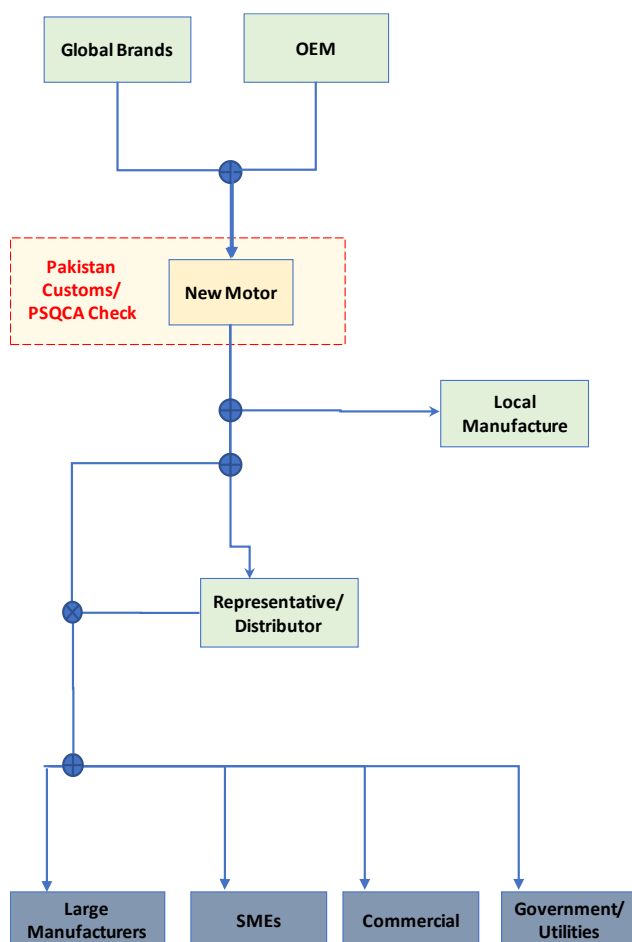 Global Brands
OEM
Pakistan
Customs/
PSQCA Check
New Motor
Local
Manufacture
Representative/
Distributor
Large
Manufacturers
SMEs
Commercial
Government/
Utilities